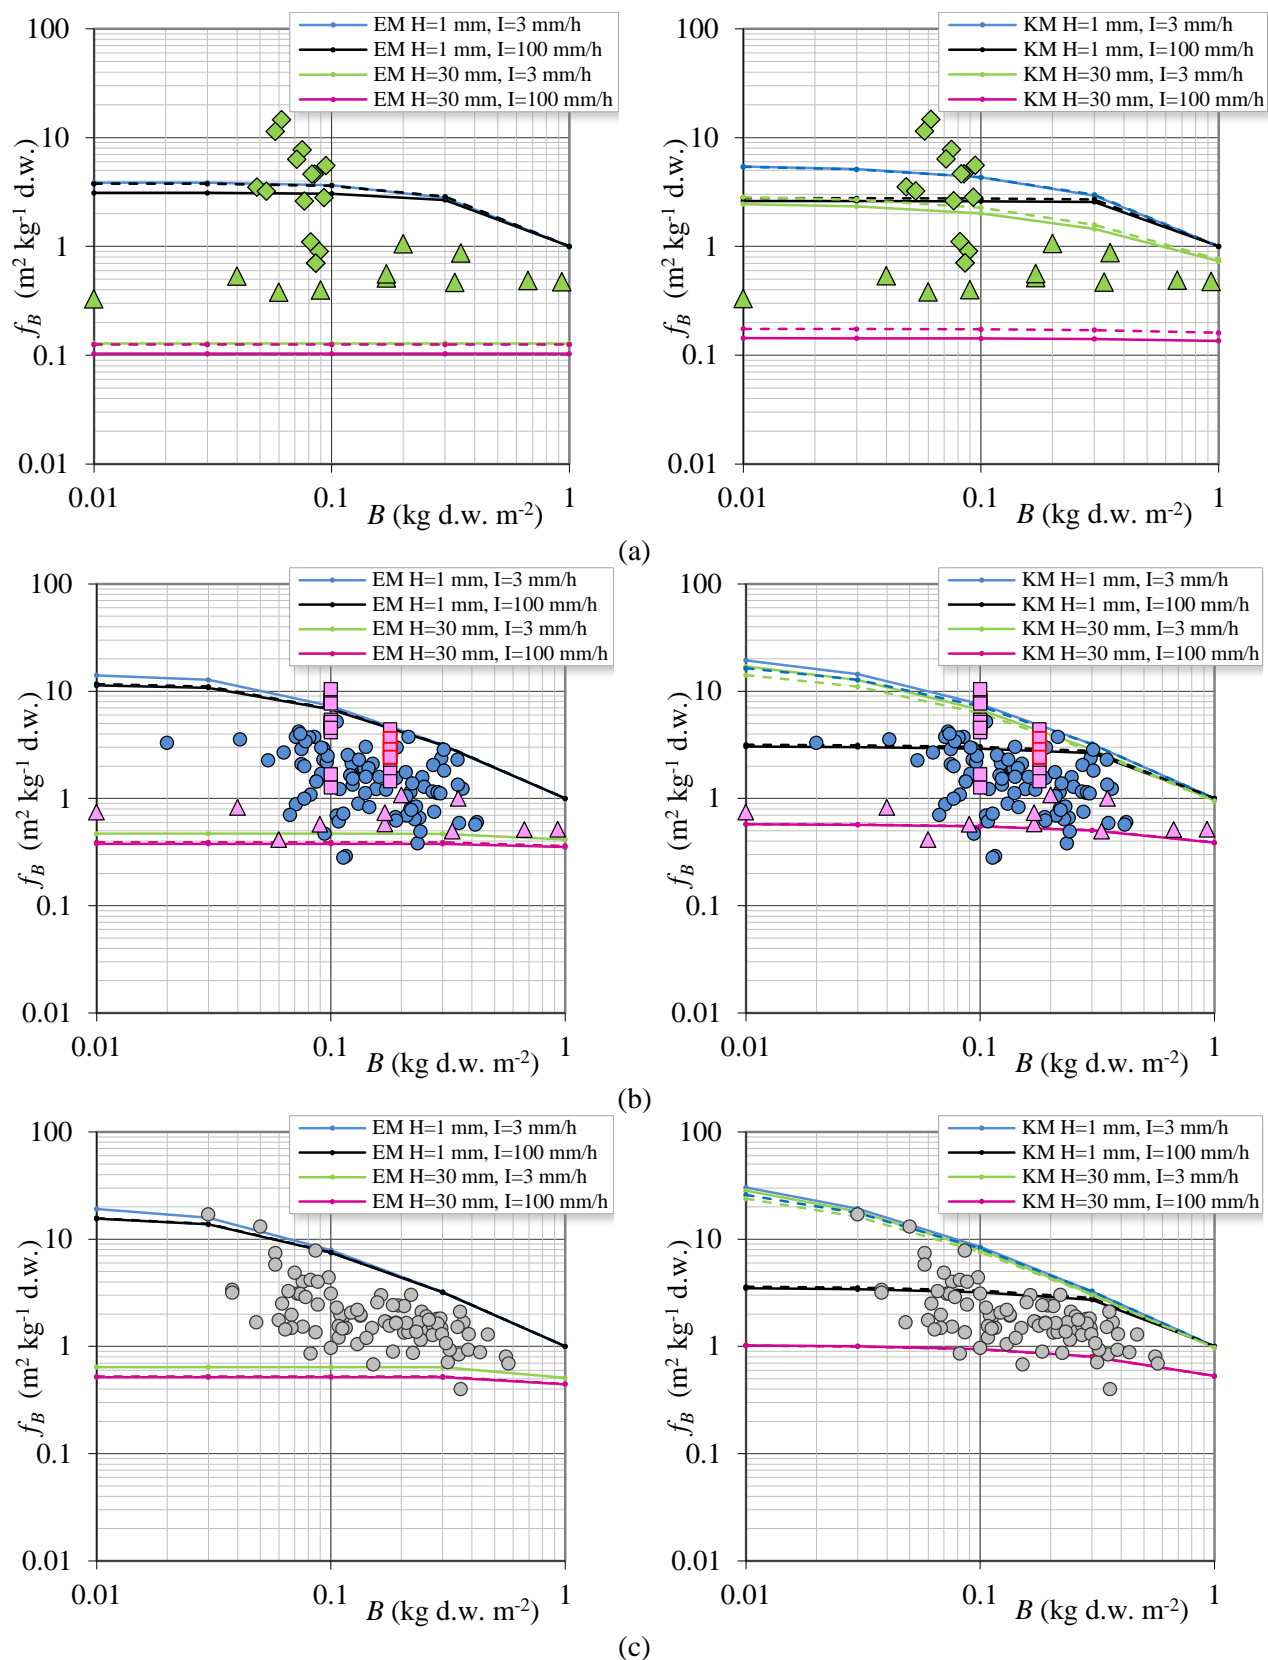 EM H=1 mm, I=3 mm/h
EM H=1 mm, I=100 mm/h
EM H=30 mm, I=3 mm/h
EM H=30 mm, I=100 mm/h
100
10
1
0.1
0.01
f_B (m² kg⁻¹ d.w.)
0.01 0.1 1
B (kg d.w. m⁻²)
KM H=1 mm, I=3 mm/h
KM H=1 mm, I=100 mm/h
KM H=30 mm, I=3 mm/h
KM H=30 mm, I=100 mm/h
100
10
1
0.1
0.01
f_B (m² kg⁻¹ d.w.)
0.01 0.1 1
B (kg d.w. m⁻²)
(a)
EM H=1 mm, I=3 mm/h
EM H=1 mm, I=100 mm/h
EM H=30 mm, I=3 mm/h
EM H=30 mm, I=100 mm/h
100
10
1
0.1
0.01
f_B (m² kg⁻¹ d.w.)
0.01 0.1 1
B (kg d.w. m⁻²)
KM H=1 mm, I=3 mm/h
KM H=1 mm, I=100 mm/h
KM H=30 mm, I=3 mm/h
KM H=30 mm, I=100 mm/h
100
10
1
0.1
0.01
f_B (m² kg⁻¹ d.w.)
0.01 0.1 1
B (kg d.w. m⁻²)
(b)
EM H=1 mm, I=3 mm/h
EM H=1 mm, I=100 mm/h
EM H=30 mm, I=3 mm/h
EM H=30 mm, I=100 mm/h
100
10
1
0.1
0.01
f_B (m² kg⁻¹ d.w.)
0.01 0.1 1
B (kg d.w. m⁻²)
KM H=1 mm, I=3 mm/h
KM H=1 mm, I=100 mm/h
KM H=30 mm, I=3 mm/h
KM H=30 mm, I=100 mm/h
100
10
1
0.1
0.01
f_B (m² kg⁻¹ d.w.)
0.01 0.1 1
B (kg d.w. m⁻²)
(c)